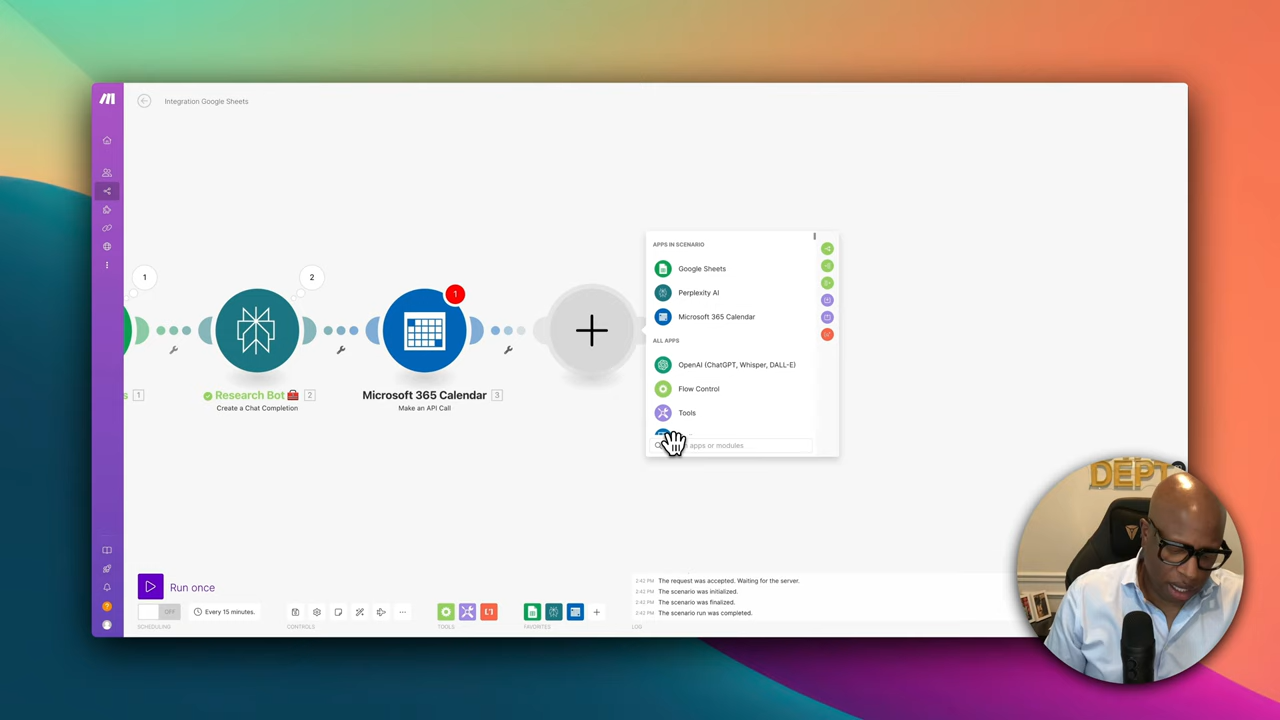 Integration Google Sheets
1
2
1
s 1
Research Bot 🧰 2
Create a Chat Completion
Microsoft 365 Calendar 3
Make an API Call
APPS IN SCENARIO
Google Sheets
Perplexity AI
Microsoft 365 Calendar
ALL APPS
OpenAI (ChatGPT, Whisper, DALL-E)
Flow Control
Tools
apps or modules
Run once
OFF
Every 15 minutes.
SCHEDULING
CONTROLS
TOOLS
FAVORITES
LOG
2:42 PM The request was accepted. Waiting for the server.
2:42 PM The scenario was initialized.
2:42 PM The scenario was finalized.
2:42 PM The scenario run was completed.
DEPT